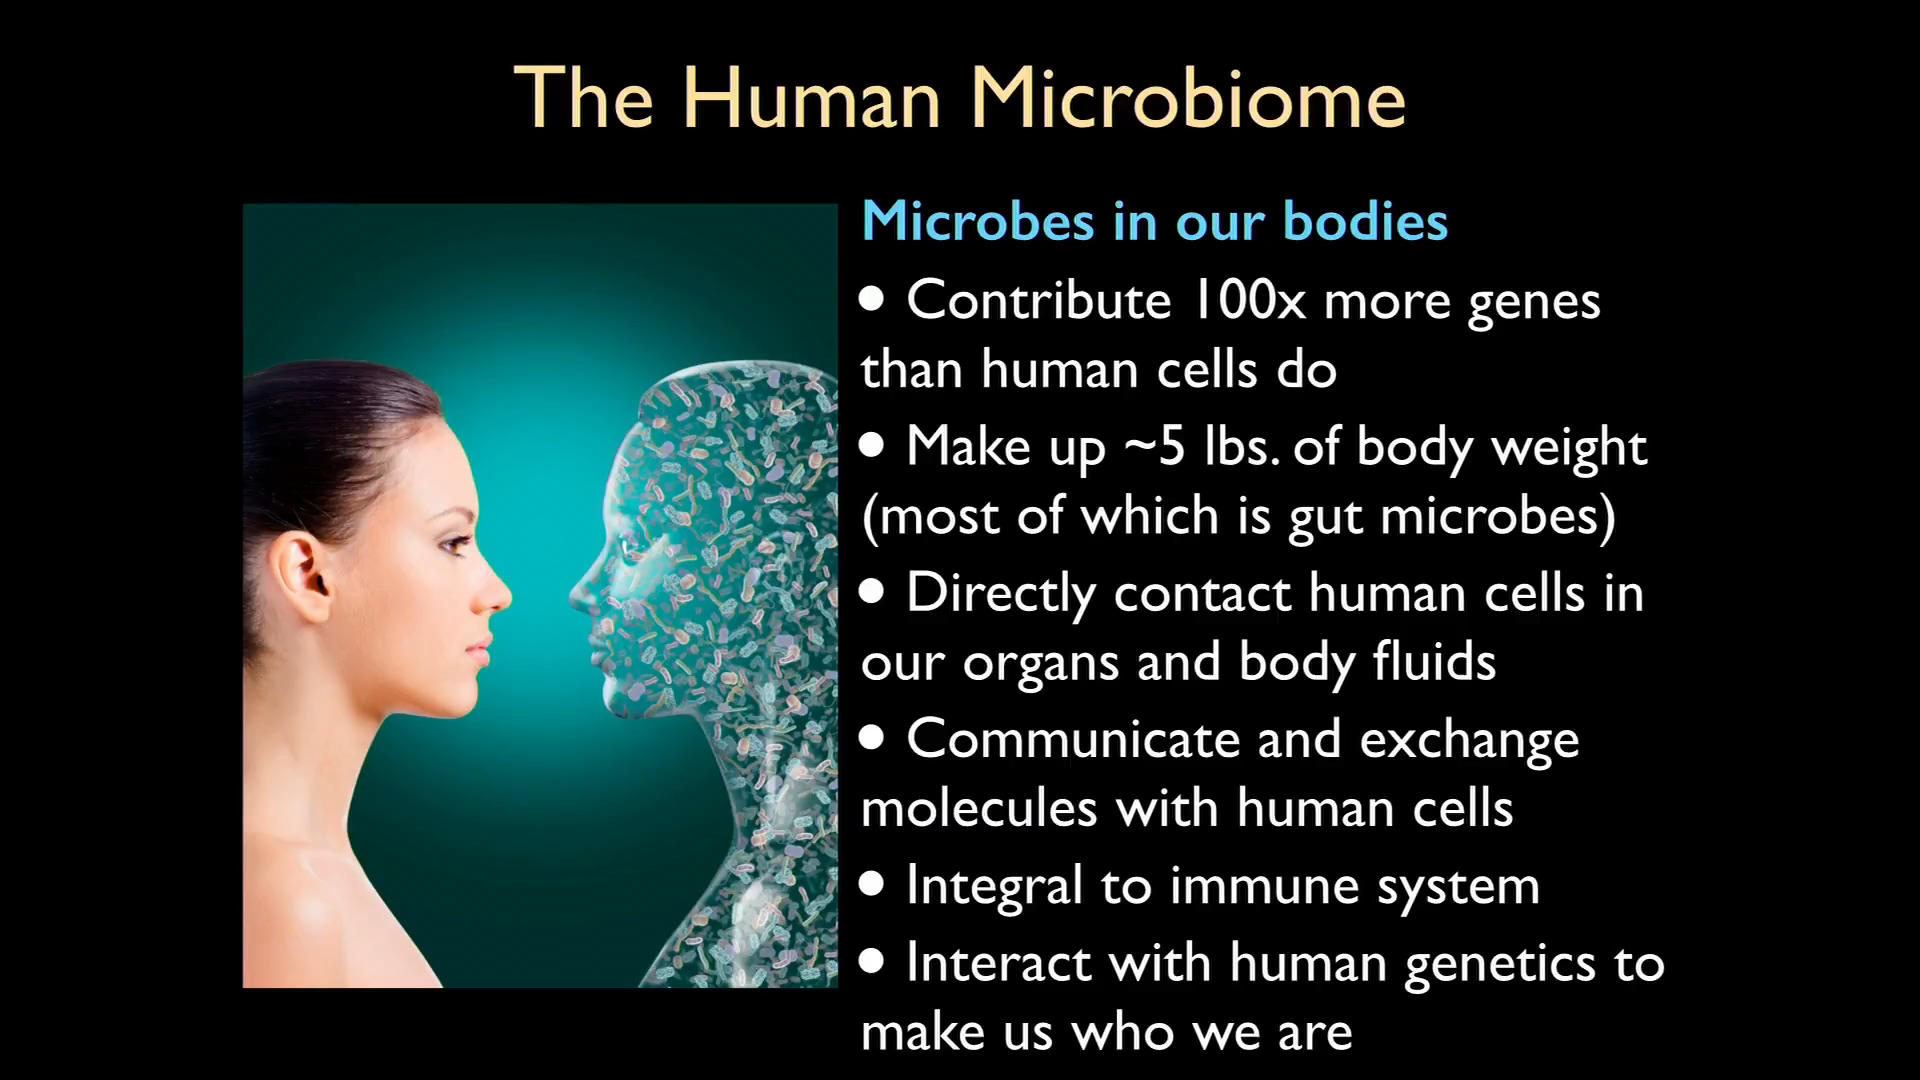 The Human Microbiome
Microbes in our bodies
• Contribute 100x more genes
than human cells do
• Make up ~5 lbs. of body weight
(most of which is gut microbes)
• Directly contact human cells in
our organs and body fluids
• Communicate and exchange
molecules with human cells
• Integral to immune system
• Interact with human genetics to
make us who we are